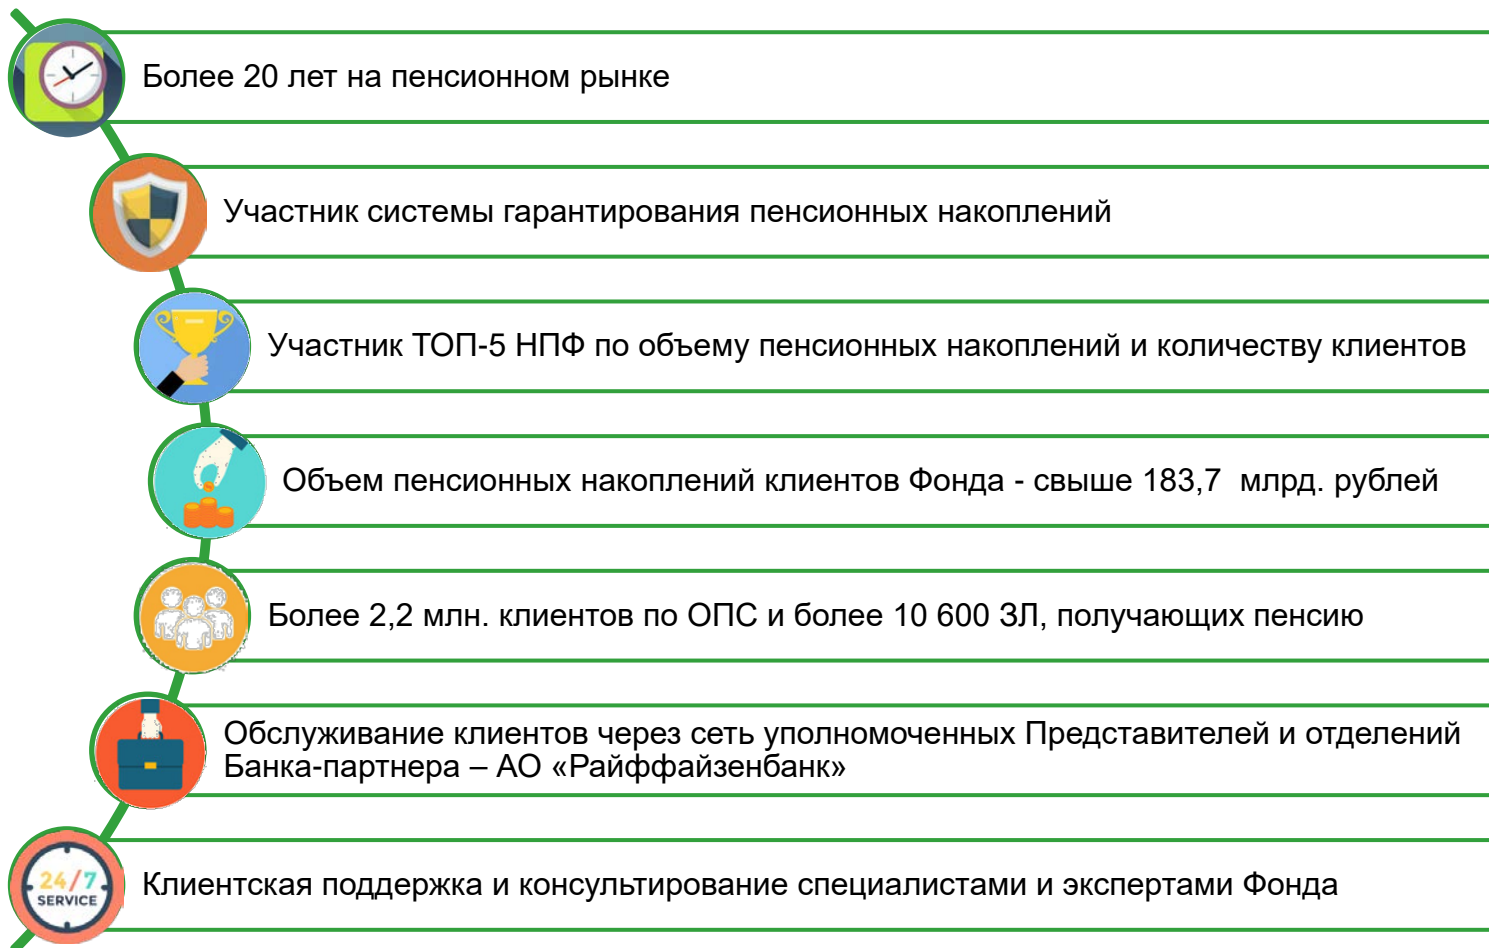 Более 20 лет на пенсионном рынке
Участник системы гарантирования пенсионных накоплений
Участник ТОП-5 НПФ по объему пенсионных накоплений и количеству клиентов
Объем пенсионных накоплений клиентов Фонда - свыше 183,7 млрд. рублей
Более 2,2 млн. клиентов по ОПС и более 10 600 ЗЛ, получающих пенсию
Обслуживание клиентов через сеть уполномоченных Представителей и отделений
Банка-партнера – АО «Райффайзенбанк»
24/7
SERVICE
Клиентская поддержка и консультирование специалистами и экспертами Фонда